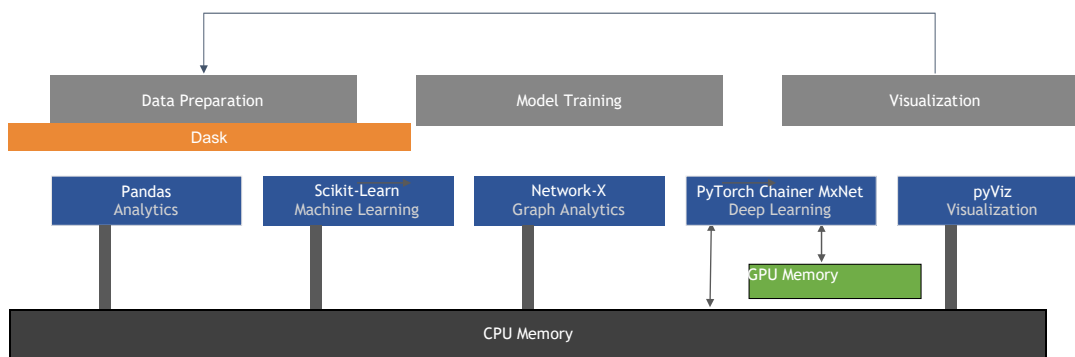 Data Preparation
Model Training
Visualization
Dask
Pandas
Analytics
Scikit-Learn
Machine Learning
Network-X
Graph Analytics
PyTorch Chainer MxNet
Deep Learning
pyViz
Visualization
GPU Memory
CPU Memory